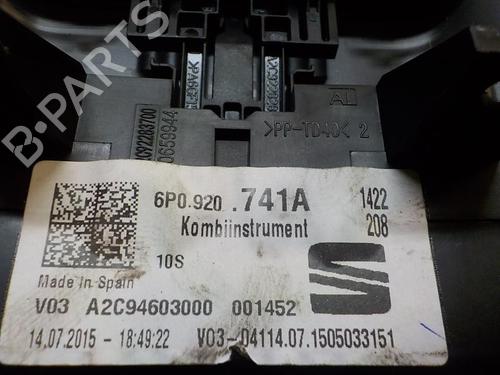 >PP-TD40< 2
6P0.920 .741A 1422
Kombiinstrument 208
10S
Made in Spain
V03 A2C94603000 001452
14.07.2015 - 18:49:22 V03-04114.07.1505033151
B-PARTS